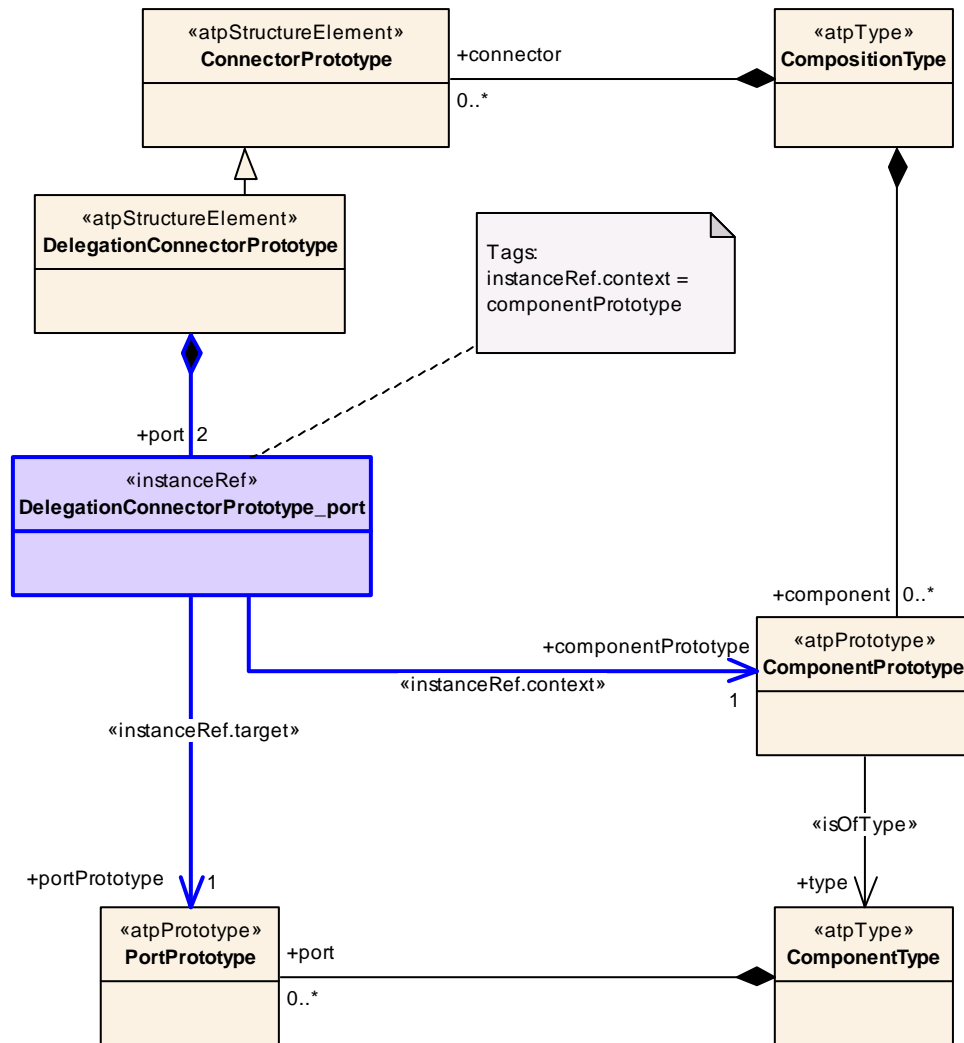 «atpStructureElement»
ConnectorPrototype
+connector
0..*
«atpType»
CompositionType
«atpStructureElement»
DelegationConnectorPrototype
Tags:
instanceRef.context =
componentPrototype
+port 2
«instanceRef»
DelegationConnectorPrototype_port
+component 0..*
«atpPrototype»
ComponentPrototype
+componentPrototype
«instanceRef.context»
1
«instanceRef.target»
«isOfType»
+portPrototype 1
+type
«atpPrototype»
PortPrototype
+port
0..*
«atpType»
ComponentType